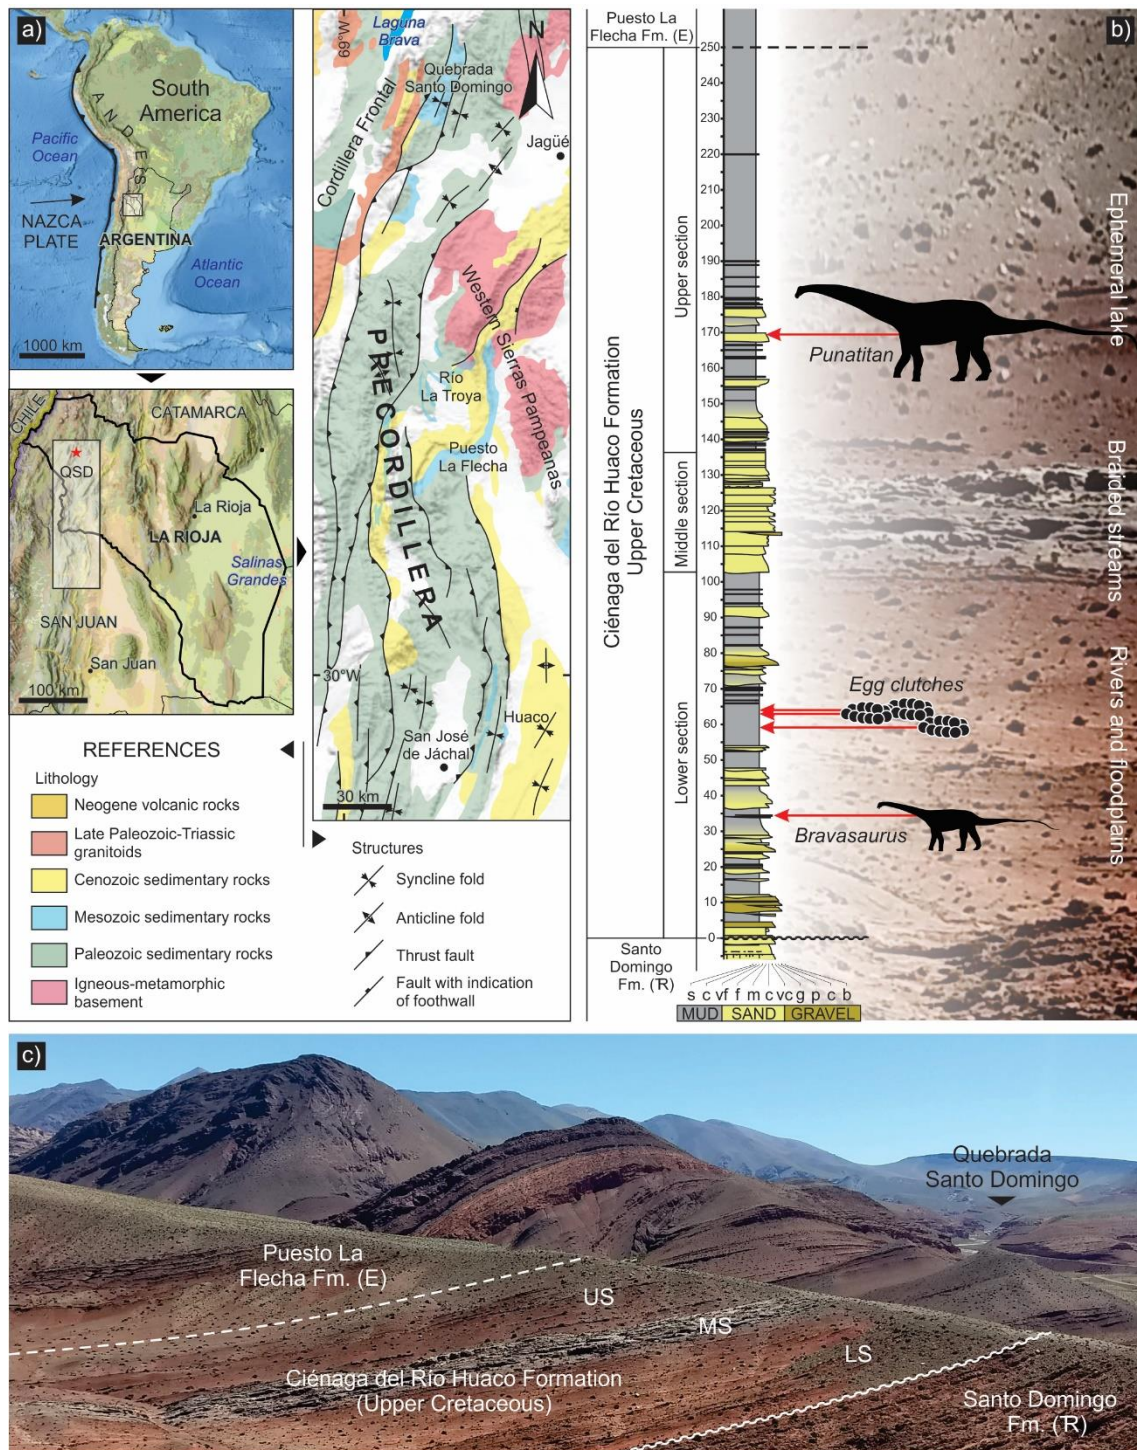 a)
South
America
ANDES
Pacific
Ocean
NAZCA
PLATE
ARGENTINA
Atlantic
Ocean
1000 km
CHILE
CATAMARCA
QSD
La Rioja
LA RIOJA
Salinas
Grandes
SAN JUAN
San Juan
100 km
69°W
Laguna
Brava
N
Quebrada
Santo Domingo
Cordillera Frontal
Jagüé
Western Sierras Pampeanas
PRECORDILLERA
Río
La Troya
Puesto
La Flecha
30°W
Huaco
San José
de Jáchal
30 km
REFERENCES
Lithology
Neogene volcanic rocks
Late Paleozoic-Triassic
granitoids
Cenozoic sedimentary rocks
Mesozoic sedimentary rocks
Paleozoic sedimentary rocks
Igneous-metamorphic
basement
Structures
Syncline fold
Anticline fold
Thrust fault
Fault with indication
of footwall
b)
Puesto La
Flecha Fm. (E)
Ciénaga del Río Huaco Formation
Upper Cretaceous
Upper section
Middle section
Lower section
250
240
230
220
210
200
190
180
170
160
150
140
130
120
110
100
90
80
70
60
50
40
30
20
10
0
Santo
Domingo
Fm. (TR)
s c vf f m c vc g p c b
MUD SAND GRAVEL
Punatitan
Egg clutches
Bravasaurus
Ephemeral lake
Braided streams
Rivers and floodplains
c)
Quebrada
Santo Domingo
Puesto La
Flecha Fm. (E)
US
MS
LS
Ciénaga del Río Huaco Formation
(Upper Cretaceous)
Santo Domingo
Fm. (TR)